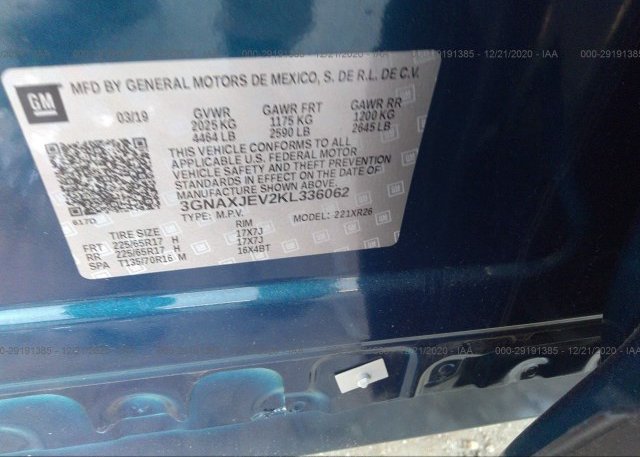 000-29191385 - 12/21/2020 - IAA
MFD BY GENERAL MOTORS DE MEXICO, S. DE R.L. DE C.V.
GM
03/19 GVWR GAWR FRT GAWR RR
2025 KG 1175 KG 1200 KG
4464 LB 2590 LB 2645 LB
THIS VEHICLE CONFORMS TO ALL
APPLICABLE U.S. FEDERAL MOTOR
VEHICLE SAFETY AND THEFT PREVENTION
STANDARDS IN EFFECT ON THE DATE OF
MANUFACTURE SHOWN ABOVE.
3GNAXJEV2KL336062
TYPE: M.P.V. MODEL: 221XR26
TIRE SIZE RIM
FRT 225/65R17 H 17X7J
RR 225/65R17 H 17X7J
SPA T135/70R16 M 16X4BT
000-29191385 - 12/21/2020 - IAA
000-29191385 - 12/21/2020 - IAA